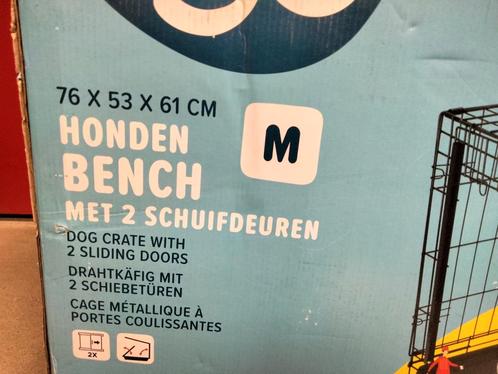 76 X 53 X 61 CM
HONDEN
BENCH
M
MET 2 SCHUIFDEUREN
DOG CRATE WITH
2 SLIDING DOORS
DRAHTKÄFIG MIT
2 SCHIEBETÜREN
CAGE MÉTALLIQUE À
PORTES COULISSANTES
2X